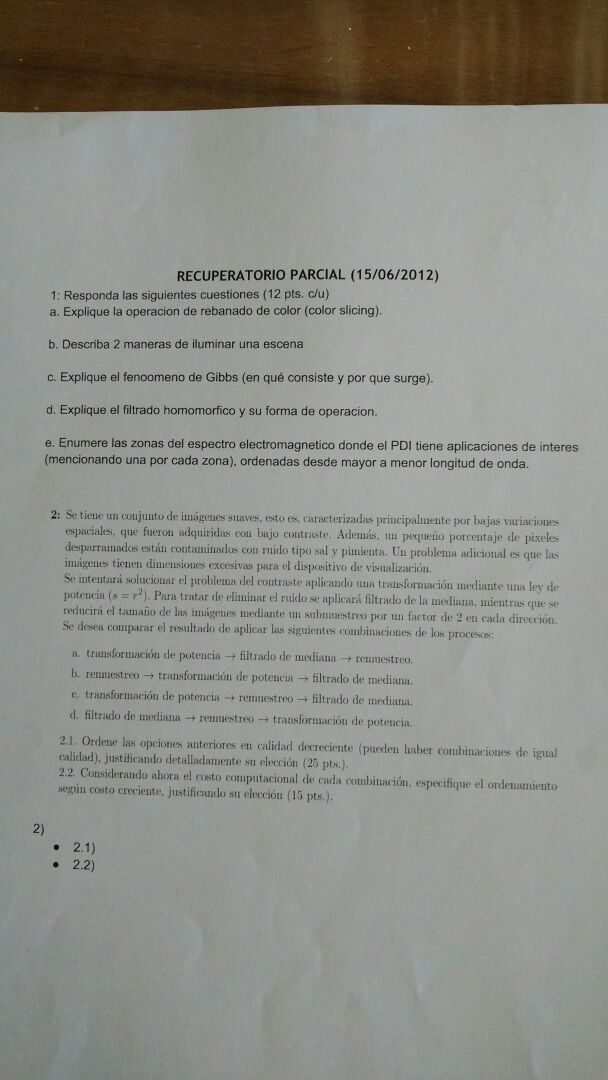 RECUPERATORIO PARCIAL (15/06/2012)
1: Responda las siguientes cuestiones (12 pts. c/u)
a. Explique la operacion de rebanado de color (color slicing).
b. Describa 2 maneras de iluminar una escena
c. Explique el fenoomeno de Gibbs (en qué consiste y por que surge).
d. Explique el filtrado homomorfico y su forma de operacion.
e. Enumere las zonas del espectro electromagnetico donde el PDI tiene aplicaciones de interes
(mencionando una por cada zona), ordenadas desde mayor a menor longitud de onda.
2: Se tiene un conjunto de imágenes suaves, esto es, caracterizadas principalmente por bajas variaciones
espaciales, que fueron adquiridas con bajo contraste. Además, un pequeño porcentaje de pixeles
desparramados están contaminados con ruido tipo sal y pimienta. Un problema adicional es que las
imágenes tienen dimensiones excesivas para el dispositivo de visualización.
Se intentará solucionar el problema del contraste aplicando una transformación mediante una ley de
potencia (s = r²). Para tratar de eliminar el ruido se aplicará filtrado de la mediana, mientras que se
reducirá el tamaño de las imágenes mediante un submuestreo por un factor de 2 en cada dirección.
Se desea comparar el resultado de aplicar las siguientes combinaciones de los procesos:
a. transformación de potencia → filtrado de mediana → remuestreo.
b. remuestreo → transformación de potencia → filtrado de mediana.
c. transformación de potencia → remuestreo → filtrado de mediana.
d. filtrado de mediana → remuestreo → transformación de potencia.
2.1. Ordene las opciones anteriores en calidad decreciente (pueden haber combinaciones de igual
calidad), justificando detalladamente su elección (25 pts.).
2.2. Considerando ahora el costo computacional de cada combinación, especifique el ordenamiento
según costo creciente, justificando su elección (15 pts.).
2)
• 2.1)
• 2.2)